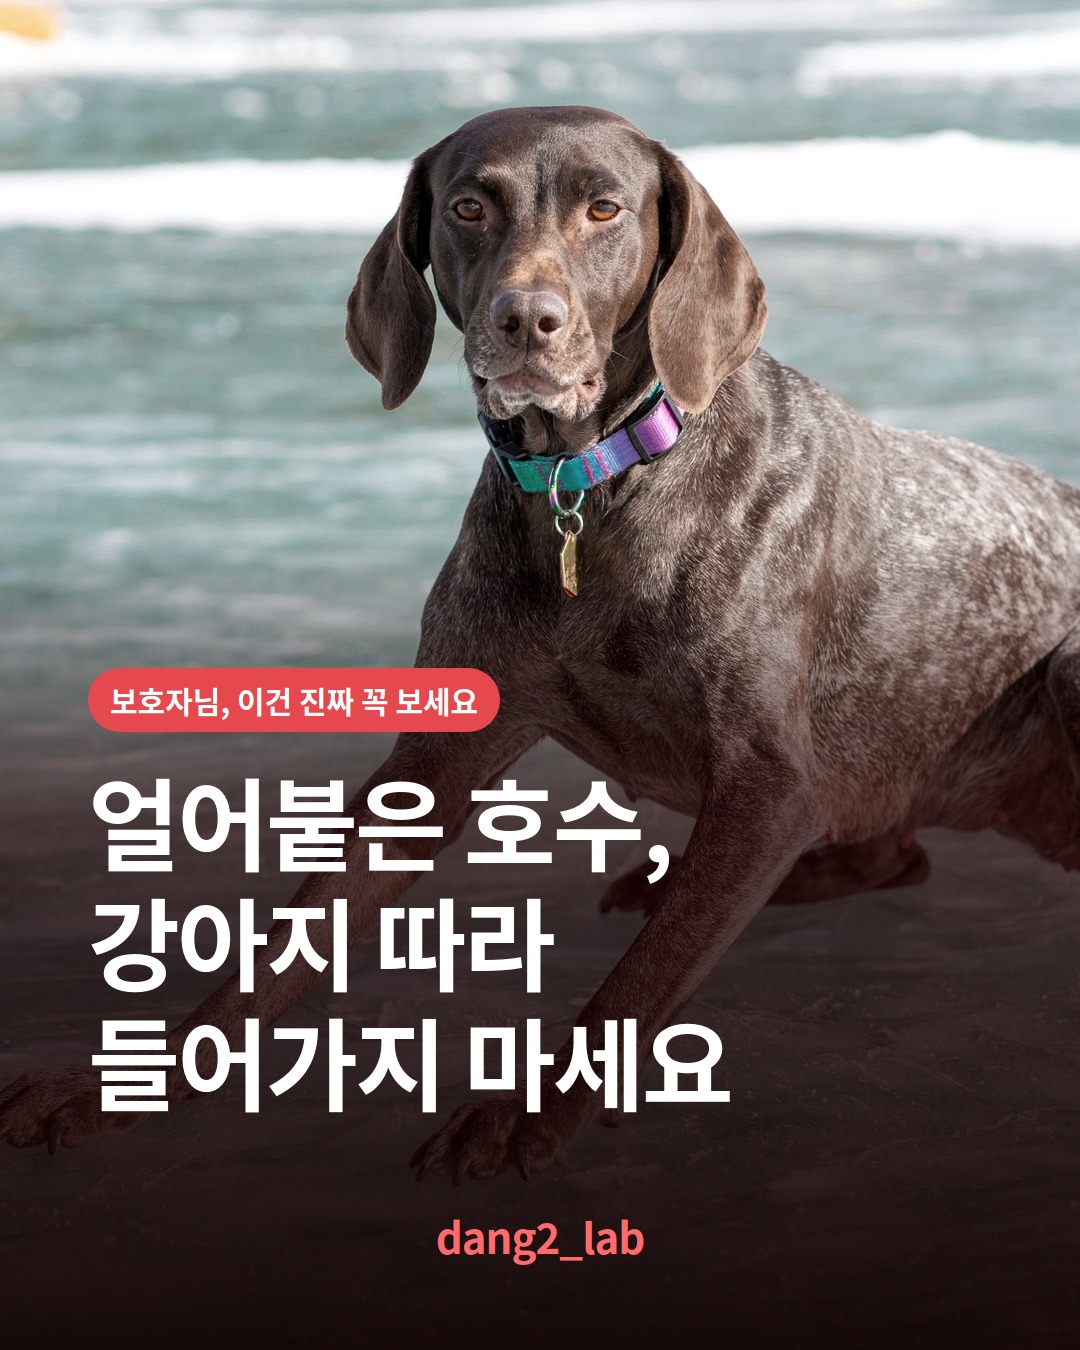 보호자님, 이건 진짜 꼭 보세요
얼어붙은 호수,
강아지 따라
들어가지 마세요
dang2_lab